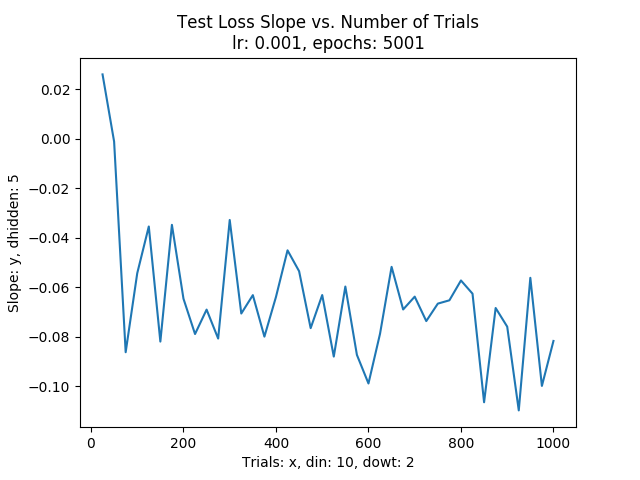 Test Loss Slope vs. Number of Trials
lr: 0.001, epochs: 5001
Slope: y, dhidden: 5
0.02
0.00
−0.02
−0.04
−0.06
−0.08
−0.10
0 200 400 600 800 1000
Trials: x, din: 10, dowt: 2